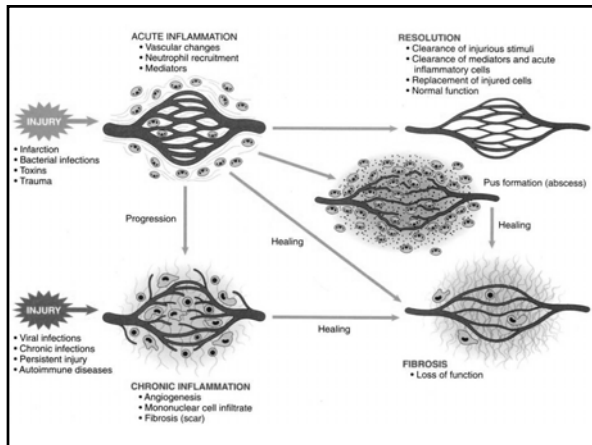 ACUTE INFLAMMATION
• Vascular changes
• Neutrophil recruitment
• Mediators
RESOLUTION
• Clearance of injurious stimuli
• Clearance of mediators and acute
inflammatory cells
• Replacement of injured cells
• Normal function
INJURY
• Infarction
• Bacterial infections
• Toxins
• Trauma
Pus formation (abscess)
Progression
Healing
Healing
INJURY
• Viral infections
• Chronic infections
• Persistent injury
• Autoimmune diseases
Healing
FIBROSIS
• Loss of function
CHRONIC INFLAMMATION
• Angiogenesis
• Mononuclear cell infiltrate
• Fibrosis (scar)